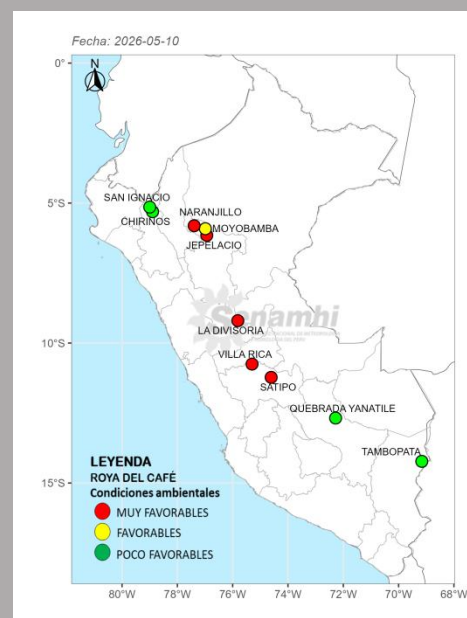 Fecha: 2026-05-10
N
0°
5°S
10°S
15°S
SAN IGNACIO
CHIRINOS
NARANJILLO
MOYOBAMBA
JEPELACIO
Senamhi
LA DIVISORIA
VILLA RICA
SATIPO
QUEBRADA YANATILE
TAMBOPATA
LEYENDA
ROYA DEL CAFÉ
Condiciones ambientales
MUY FAVORABLES
FAVORABLES
POCO FAVORABLES
80°W 78°W 76°W 74°W 72°W 70°W 68°W